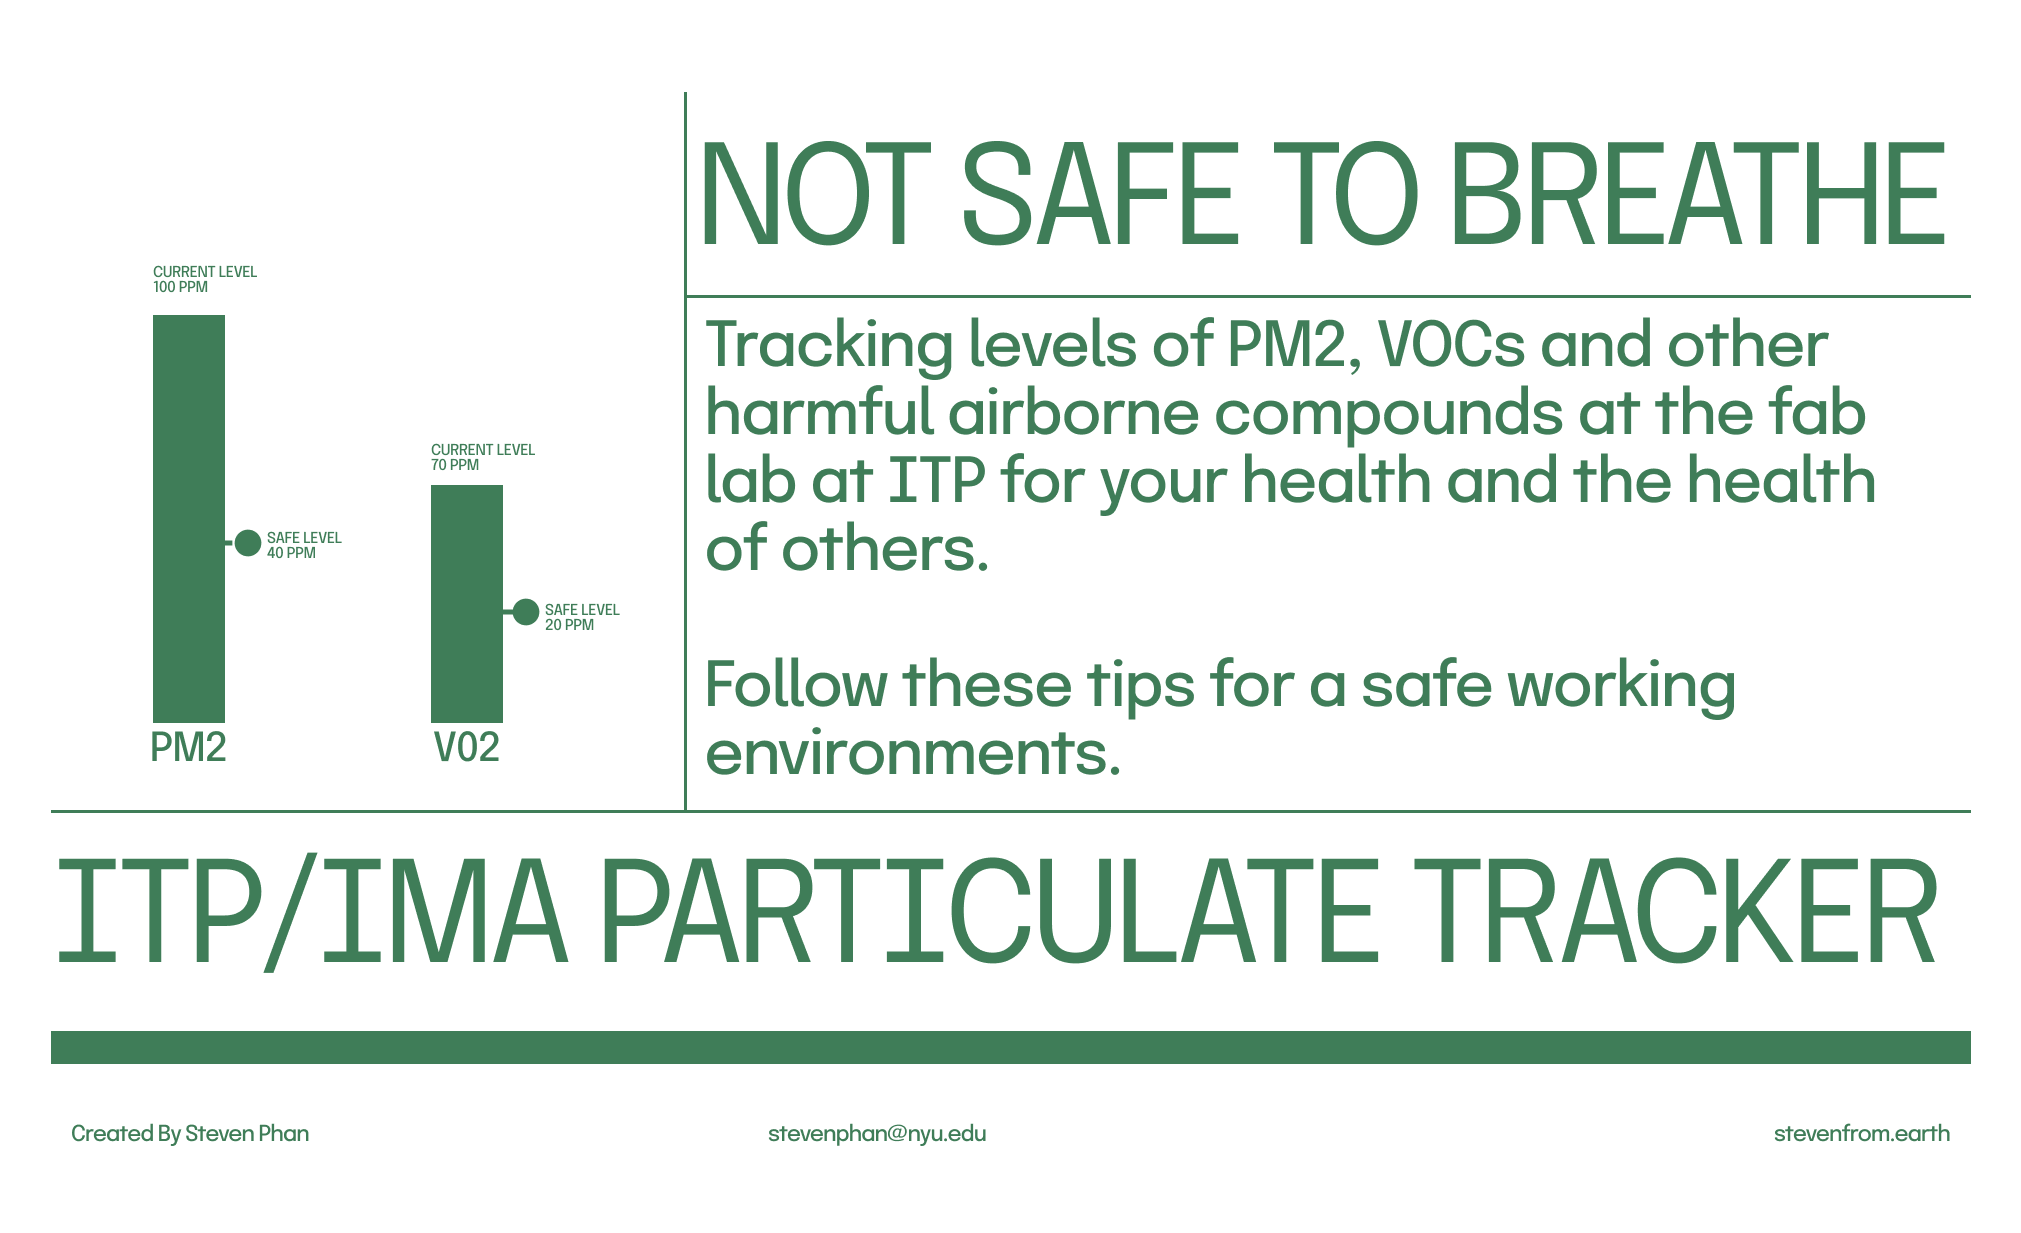 CURRENT LEVEL
100 PPM
SAFE LEVEL
40 PPM
PM2
CURRENT LEVEL
70 PPM
SAFE LEVEL
20 PPM
V02
NOT SAFE TO BREATHE
Tracking levels of PM2, VOCs and other
harmful airborne compounds at the fab
lab at ITP for your health and the health
of others.
Follow these tips for a safe working
environments.
ITP/IMA PARTICULATE TRACKER
Created By Steven Phan
stevenphan@nyu.edu
stevenfrom.earth